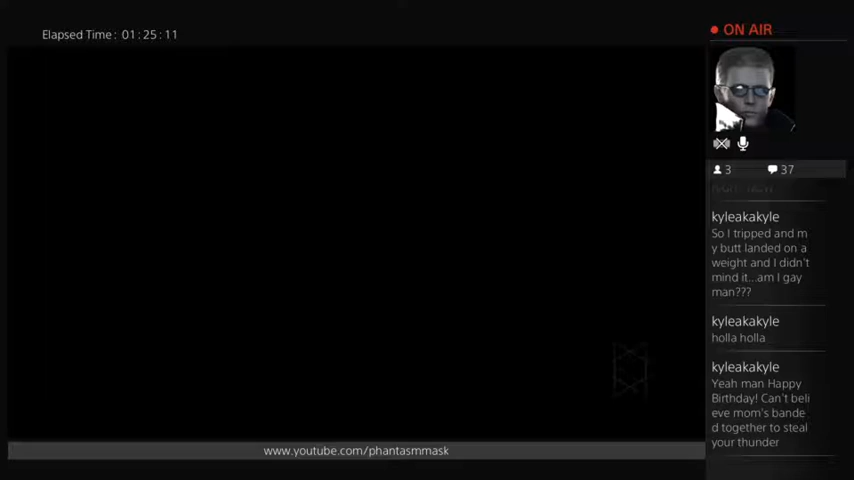 Elapsed Time: 01:25:11
ON AIR
3 37
kyleakakyle
So I tripped and m
y butt landed on a
weight and I didn't
mind it...am I gay
man???
kyleakakyle
holla holla
kyleakakyle
Yeah man Happy
Birthday! Can't beli
eve mom's bande
d together to steal
your thunder
www.youtube.com/phantasmmask